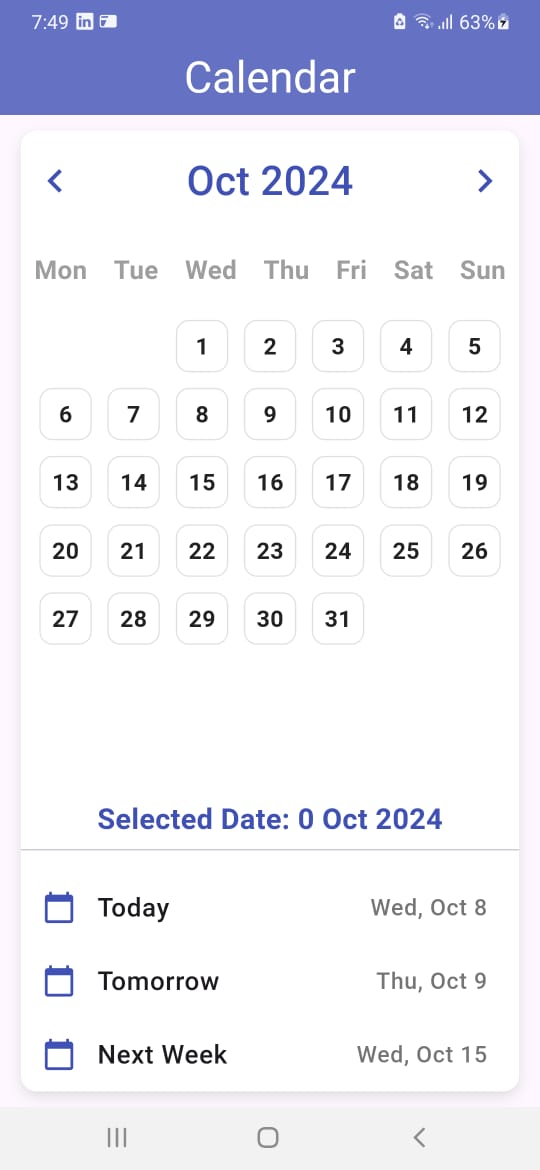 7:49 in 63%
Calendar
Oct 2024
Mon Tue Wed Thu Fri Sat Sun
1 2 3 4 5
6 7 8 9 10 11 12
13 14 15 16 17 18 19
20 21 22 23 24 25 26
27 28 29 30 31
Selected Date: 0 Oct 2024
Today Wed, Oct 8
Tomorrow Thu, Oct 9
Next Week Wed, Oct 15